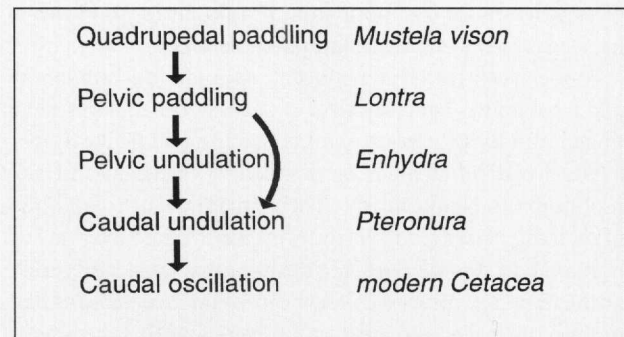 Quadrupedal paddling Mustela vison
Pelvic paddling Lontra
Pelvic undulation Enhydra
Caudal undulation Pteronura
Caudal oscillation modern Cetacea